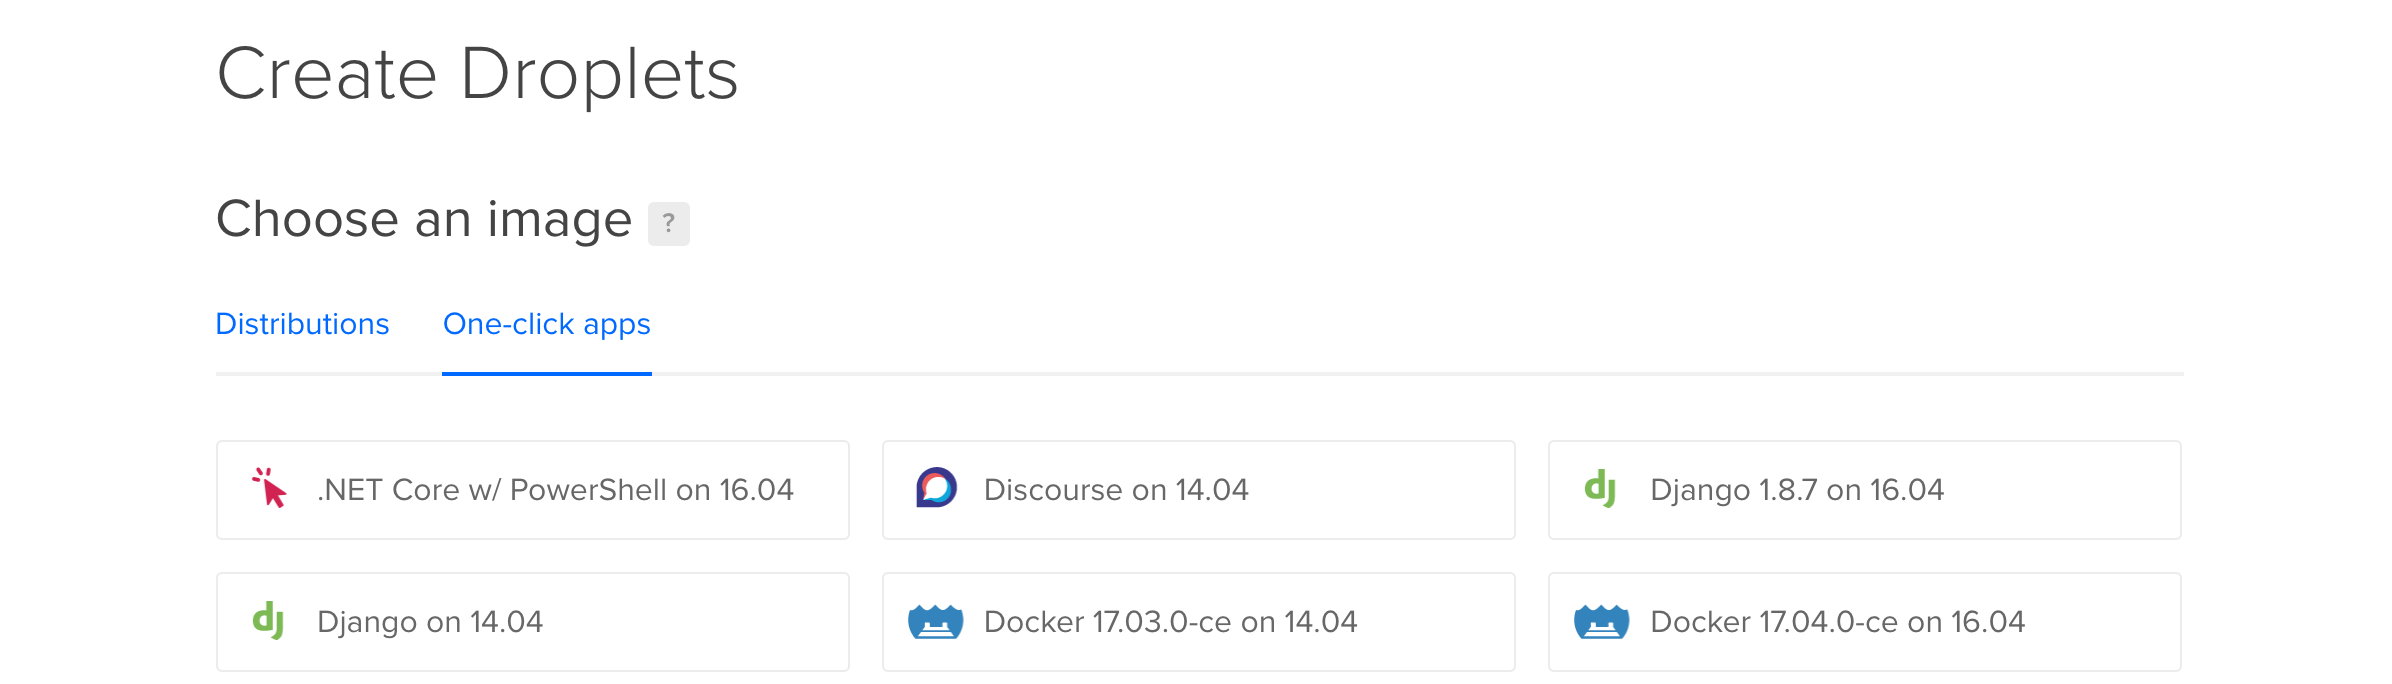 Create Droplets
Choose an image ?
Distributions One-click apps
.NET Core w/ PowerShell on 16.04
Discourse on 14.04
Django 1.8.7 on 16.04
Django on 14.04
Docker 17.03.0-ce on 14.04
Docker 17.04.0-ce on 16.04